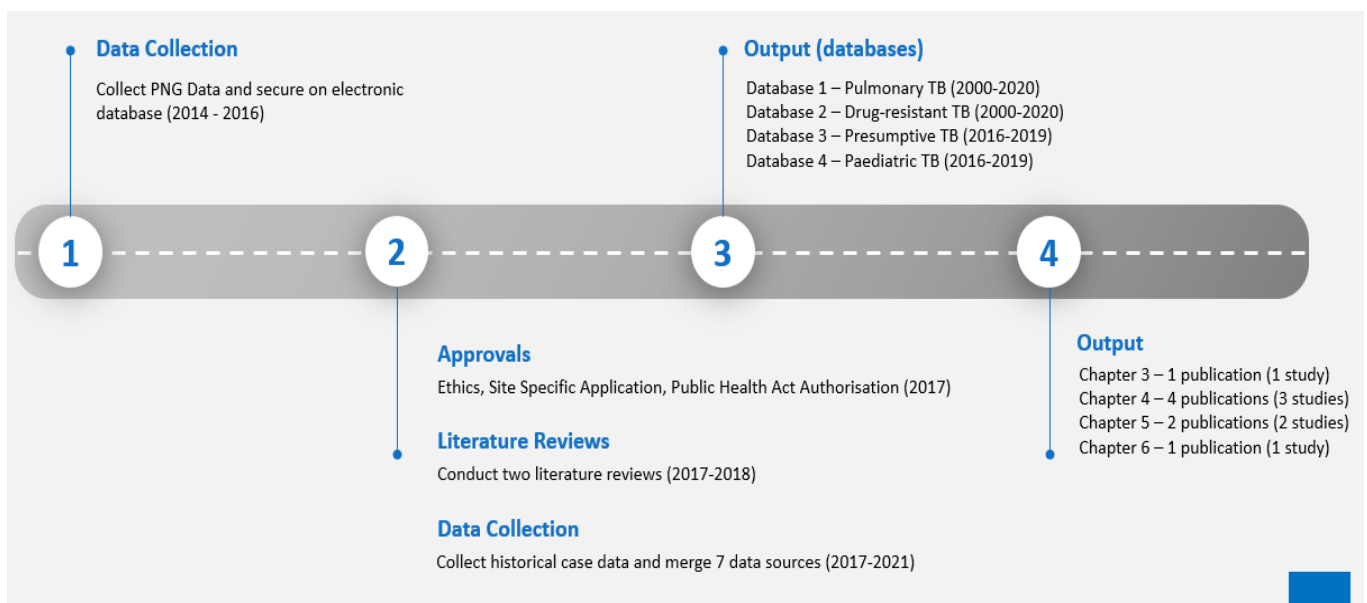 Data Collection
Collect PNG Data and secure on electronic
database (2014 - 2016)
Output (databases)
Database 1 – Pulmonary TB (2000-2020)
Database 2 – Drug-resistant TB (2000-2020)
Database 3 – Presumptive TB (2016-2019)
Database 4 – Paediatric TB (2016-2019)
1
2
3
4
Approvals
Ethics, Site Specific Application, Public Health Act Authorisation (2017)
Literature Reviews
Conduct two literature reviews (2017-2018)
Data Collection
Collect historical case data and merge 7 data sources (2017-2021)
Output
Chapter 3 – 1 publication (1 study)
Chapter 4 – 4 publications (3 studies)
Chapter 5 – 2 publications (2 studies)
Chapter 6 – 1 publication (1 study)